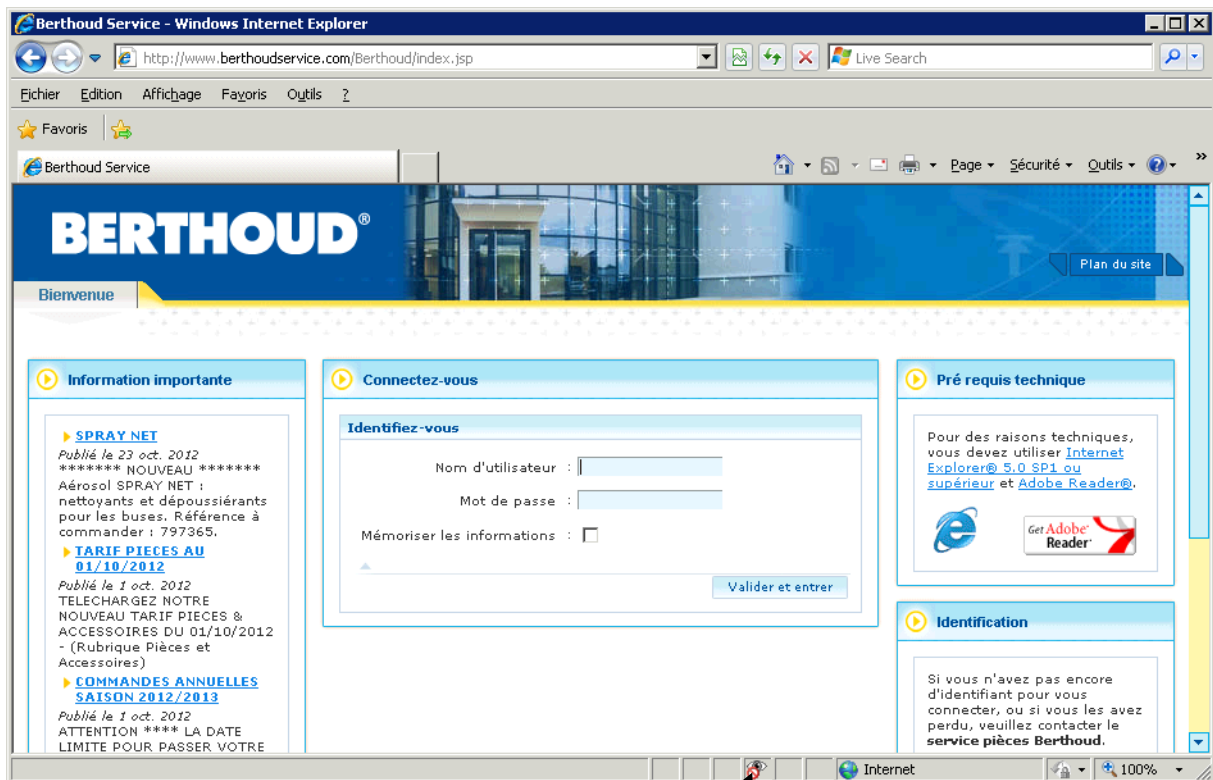 Berthoud Service - Windows Internet Explorer
http://www.berthoudservice.com/Berthoud/index.jsp
Live Search
Fichier Edition Affichage Favoris Outils ?
Favoris
Berthoud Service
Page Sécurité Outils »
BERTHOUD®
Plan du site
Bienvenue
Information importante
SPRAY NET
Publié le 23 oct. 2012
******* NOUVEAU *******
Aérosol SPRAY NET :
nettoyants et dépoussiérants
pour les buses. Référence à
commander : 797365.
TARIF PIECES AU
01/10/2012
Publié le 1 oct. 2012
TELECHARGEZ NOTRE
NOUVEAU TARIF PIECES &
ACCESSOIRES DU 01/10/2012
- (Rubrique Pièces et
Accessoires)
COMMANDES ANNUELLES
SAISON 2012/2013
Publié le 1 oct. 2012
ATTENTION **** LA DATE
LIMITE POUR PASSER VOTRE
Connectez-vous
Identifiez-vous
Nom d'utilisateur :
Mot de passe :
Mémoriser les informations :
Valider et entrer
Pré requis technique
Pour des raisons techniques,
vous devez utiliser Internet
Explorer® 5.0 SP1 ou
supérieur et Adobe Reader®.
Get Adobe®
Reader®
Identification
Si vous n'avez pas encore
d'identifiant pour vous
connecter, ou si vous les avez
perdu, veuillez contacter le
service pièces Berthoud.
Internet
100%